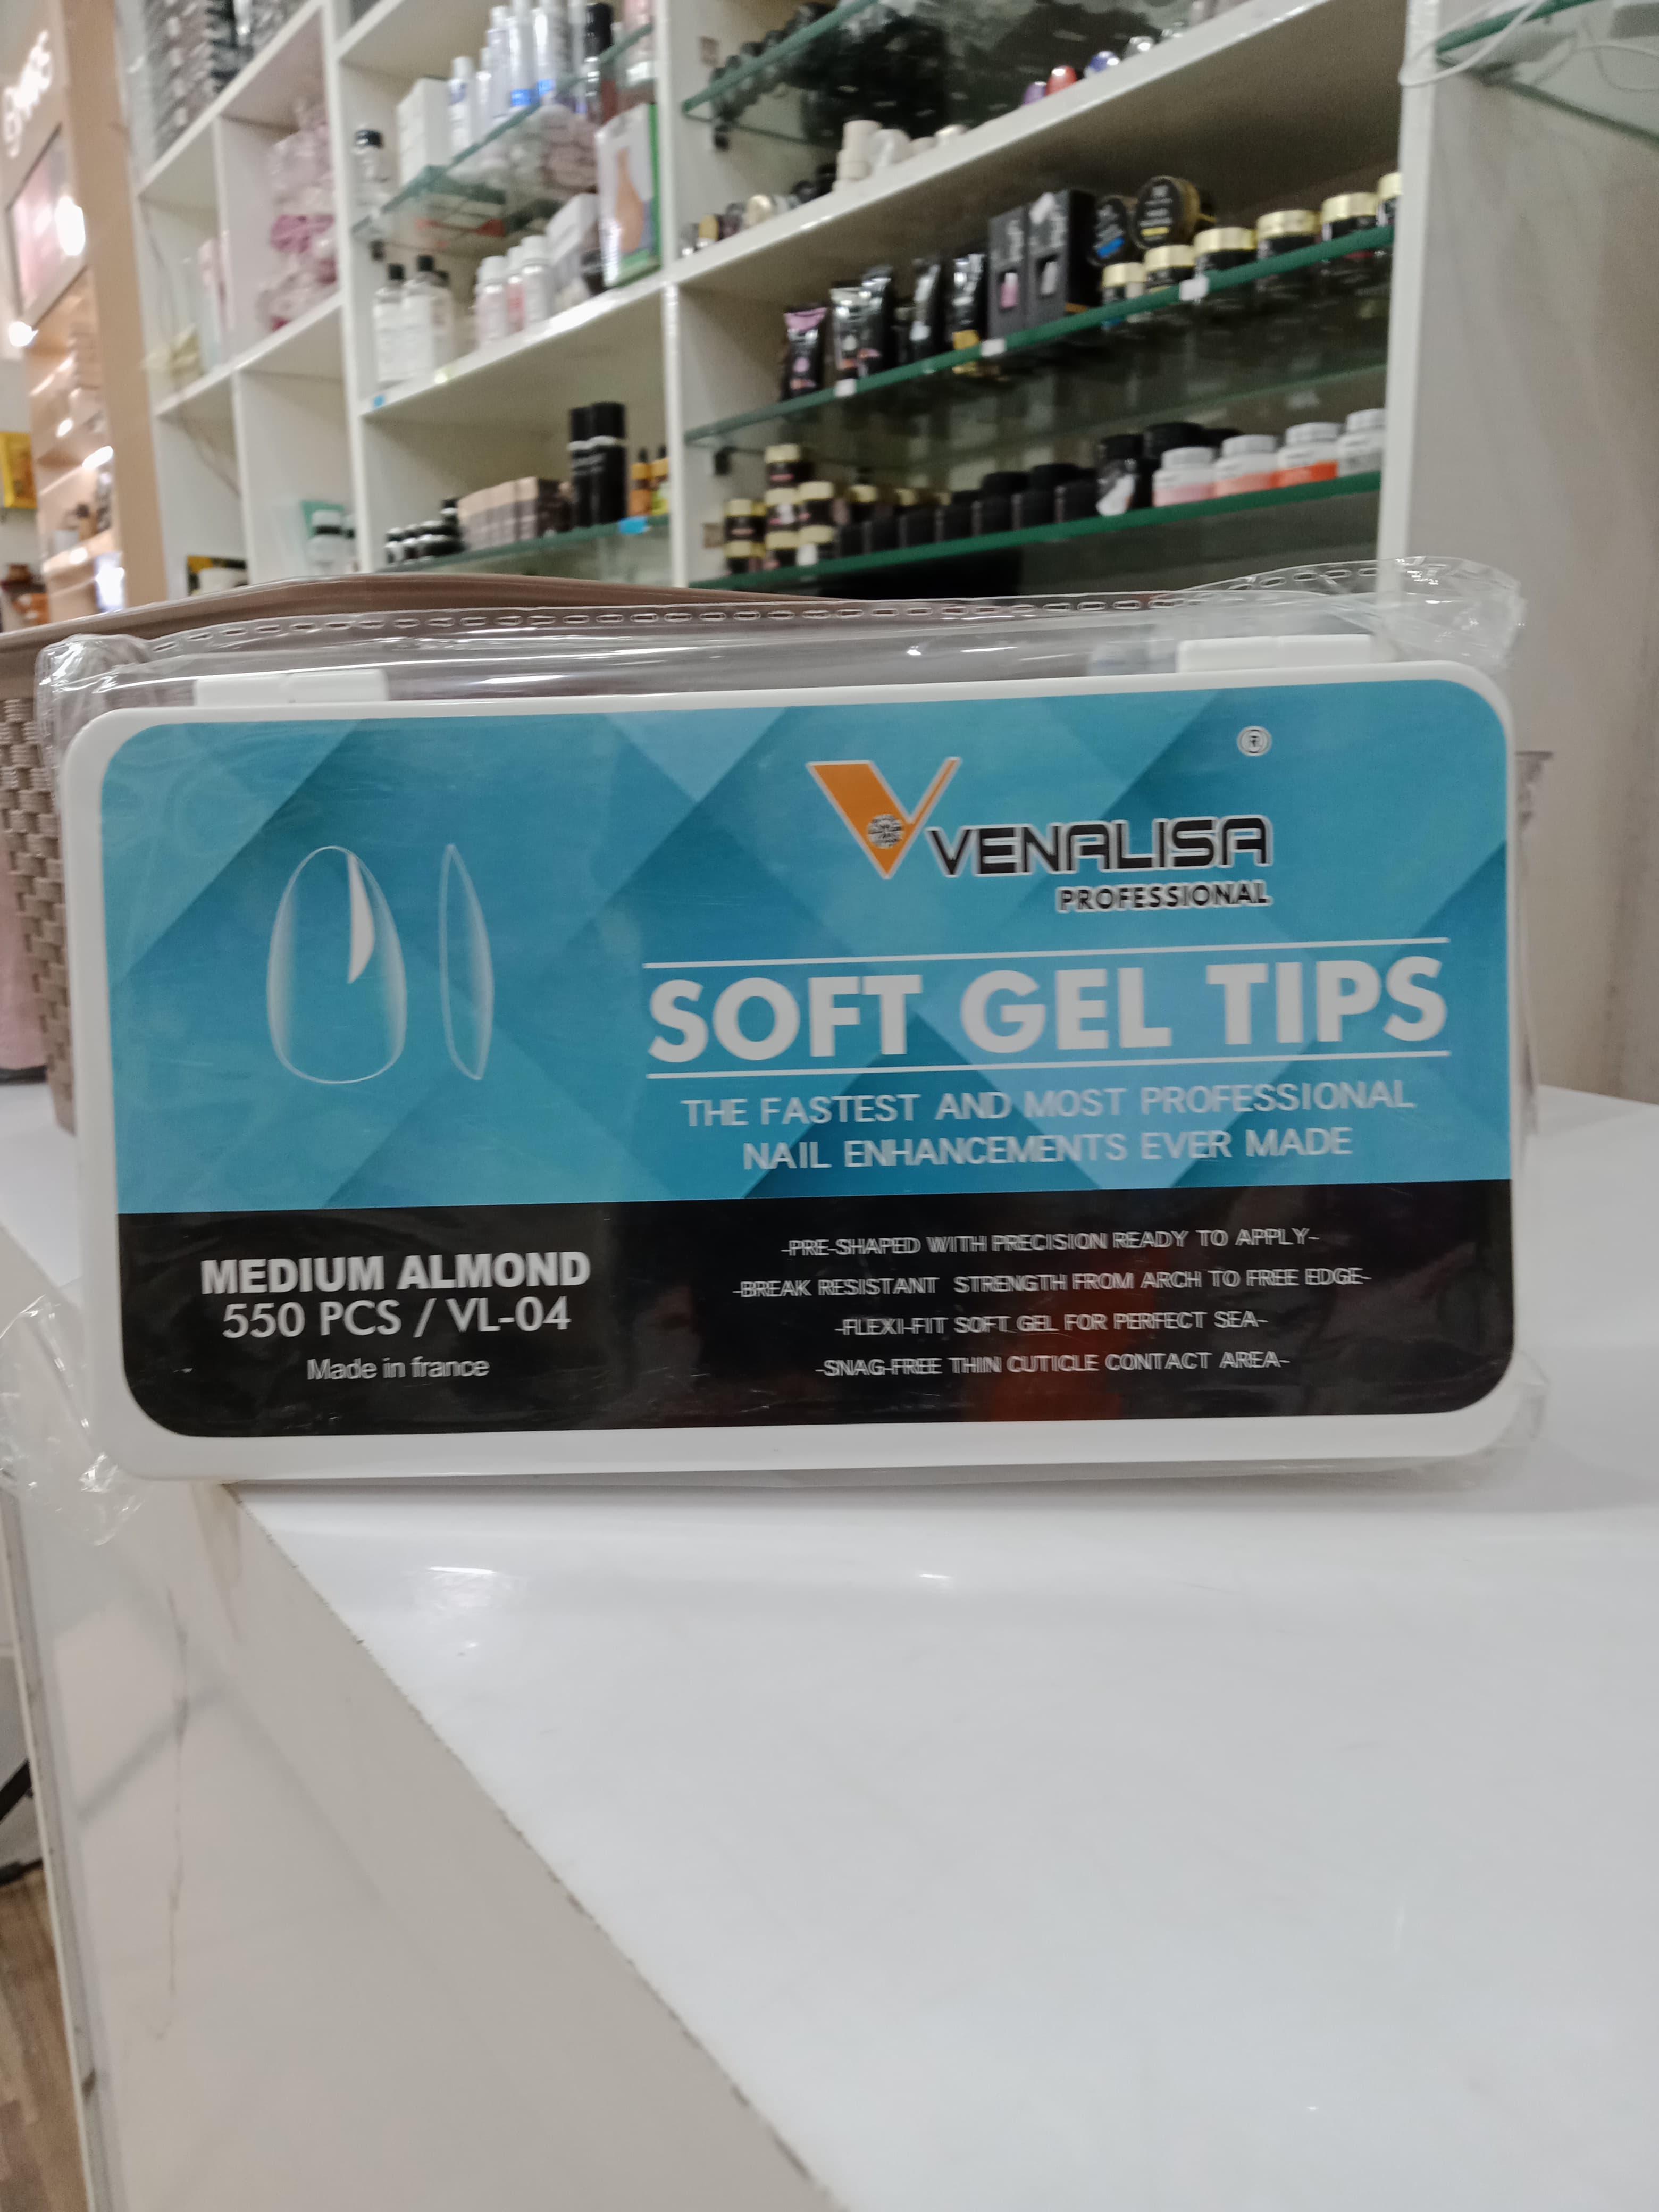 ®
VENALISA
PROFESSIONAL
SOFT GEL TIPS
THE FASTEST AND MOST PROFESSIONAL
NAIL ENHANCEMENTS EVER MADE
MEDIUM ALMOND
550 PCS / VL-04
Made in france
-PRE-SHAPED WITH PRECISION READY TO APPLY-
-BREAK RESISTANT STRENGTH FROM ARCH TO FREE EDGE-
-FLEXI-FIT SOFT GEL FOR PERFECT SEA-
-SNAG-FREE THIN CUTICLE CONTACT AREA-